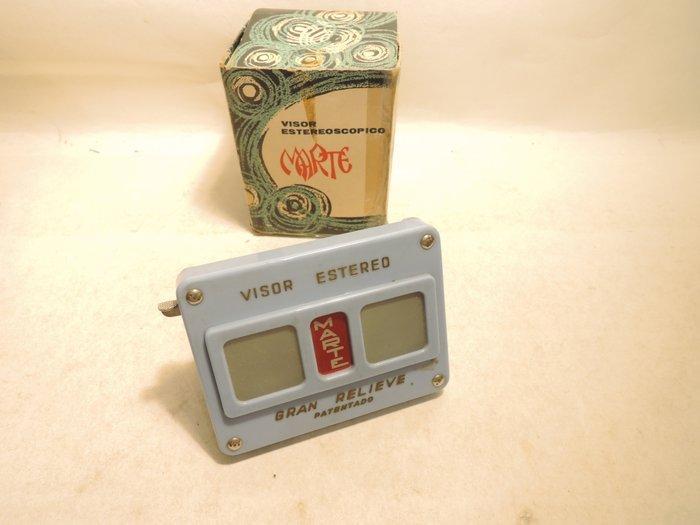 VISOR
ESTEREOSCOPICO
MARTE
VISOR ESTEREO
MARTE
GRAN RELIEVE
PATENTADO